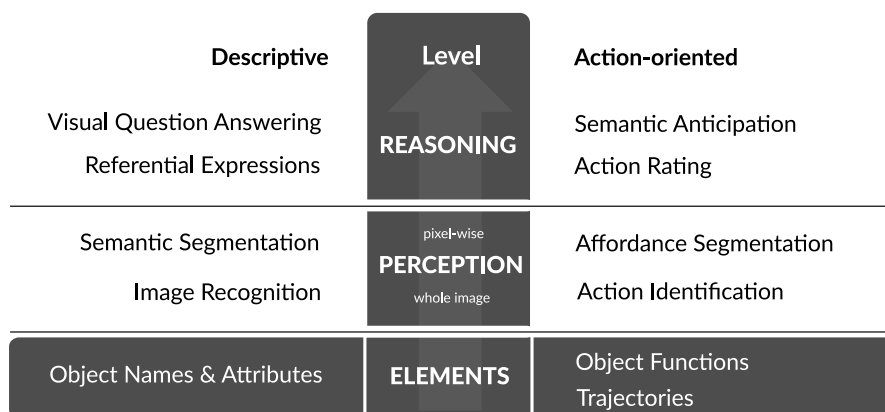 Descriptive Level Action-oriented
Visual Question Answering REASONING Semantic Anticipation
Referential Expressions Action Rating
Semantic Segmentation pixel-wise Affordance Segmentation
PERCEPTION
Image Recognition whole image Action Identification
Object Names & Attributes ELEMENTS Object Functions
Trajectories